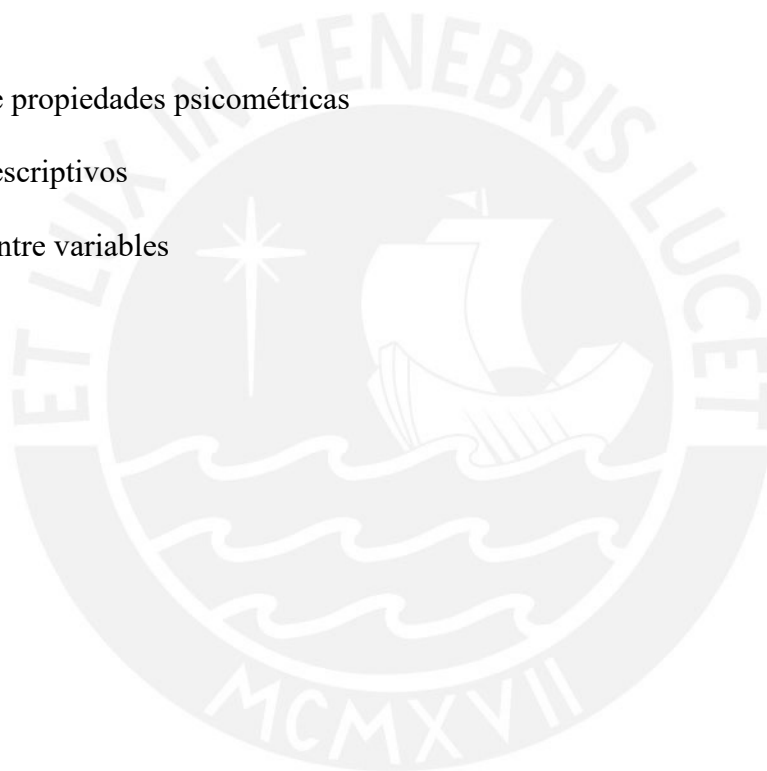 e propiedades psicométricas
escriptivos
ntre variables
ET LUX IN TENEBRIS LUCET
MCMXVII